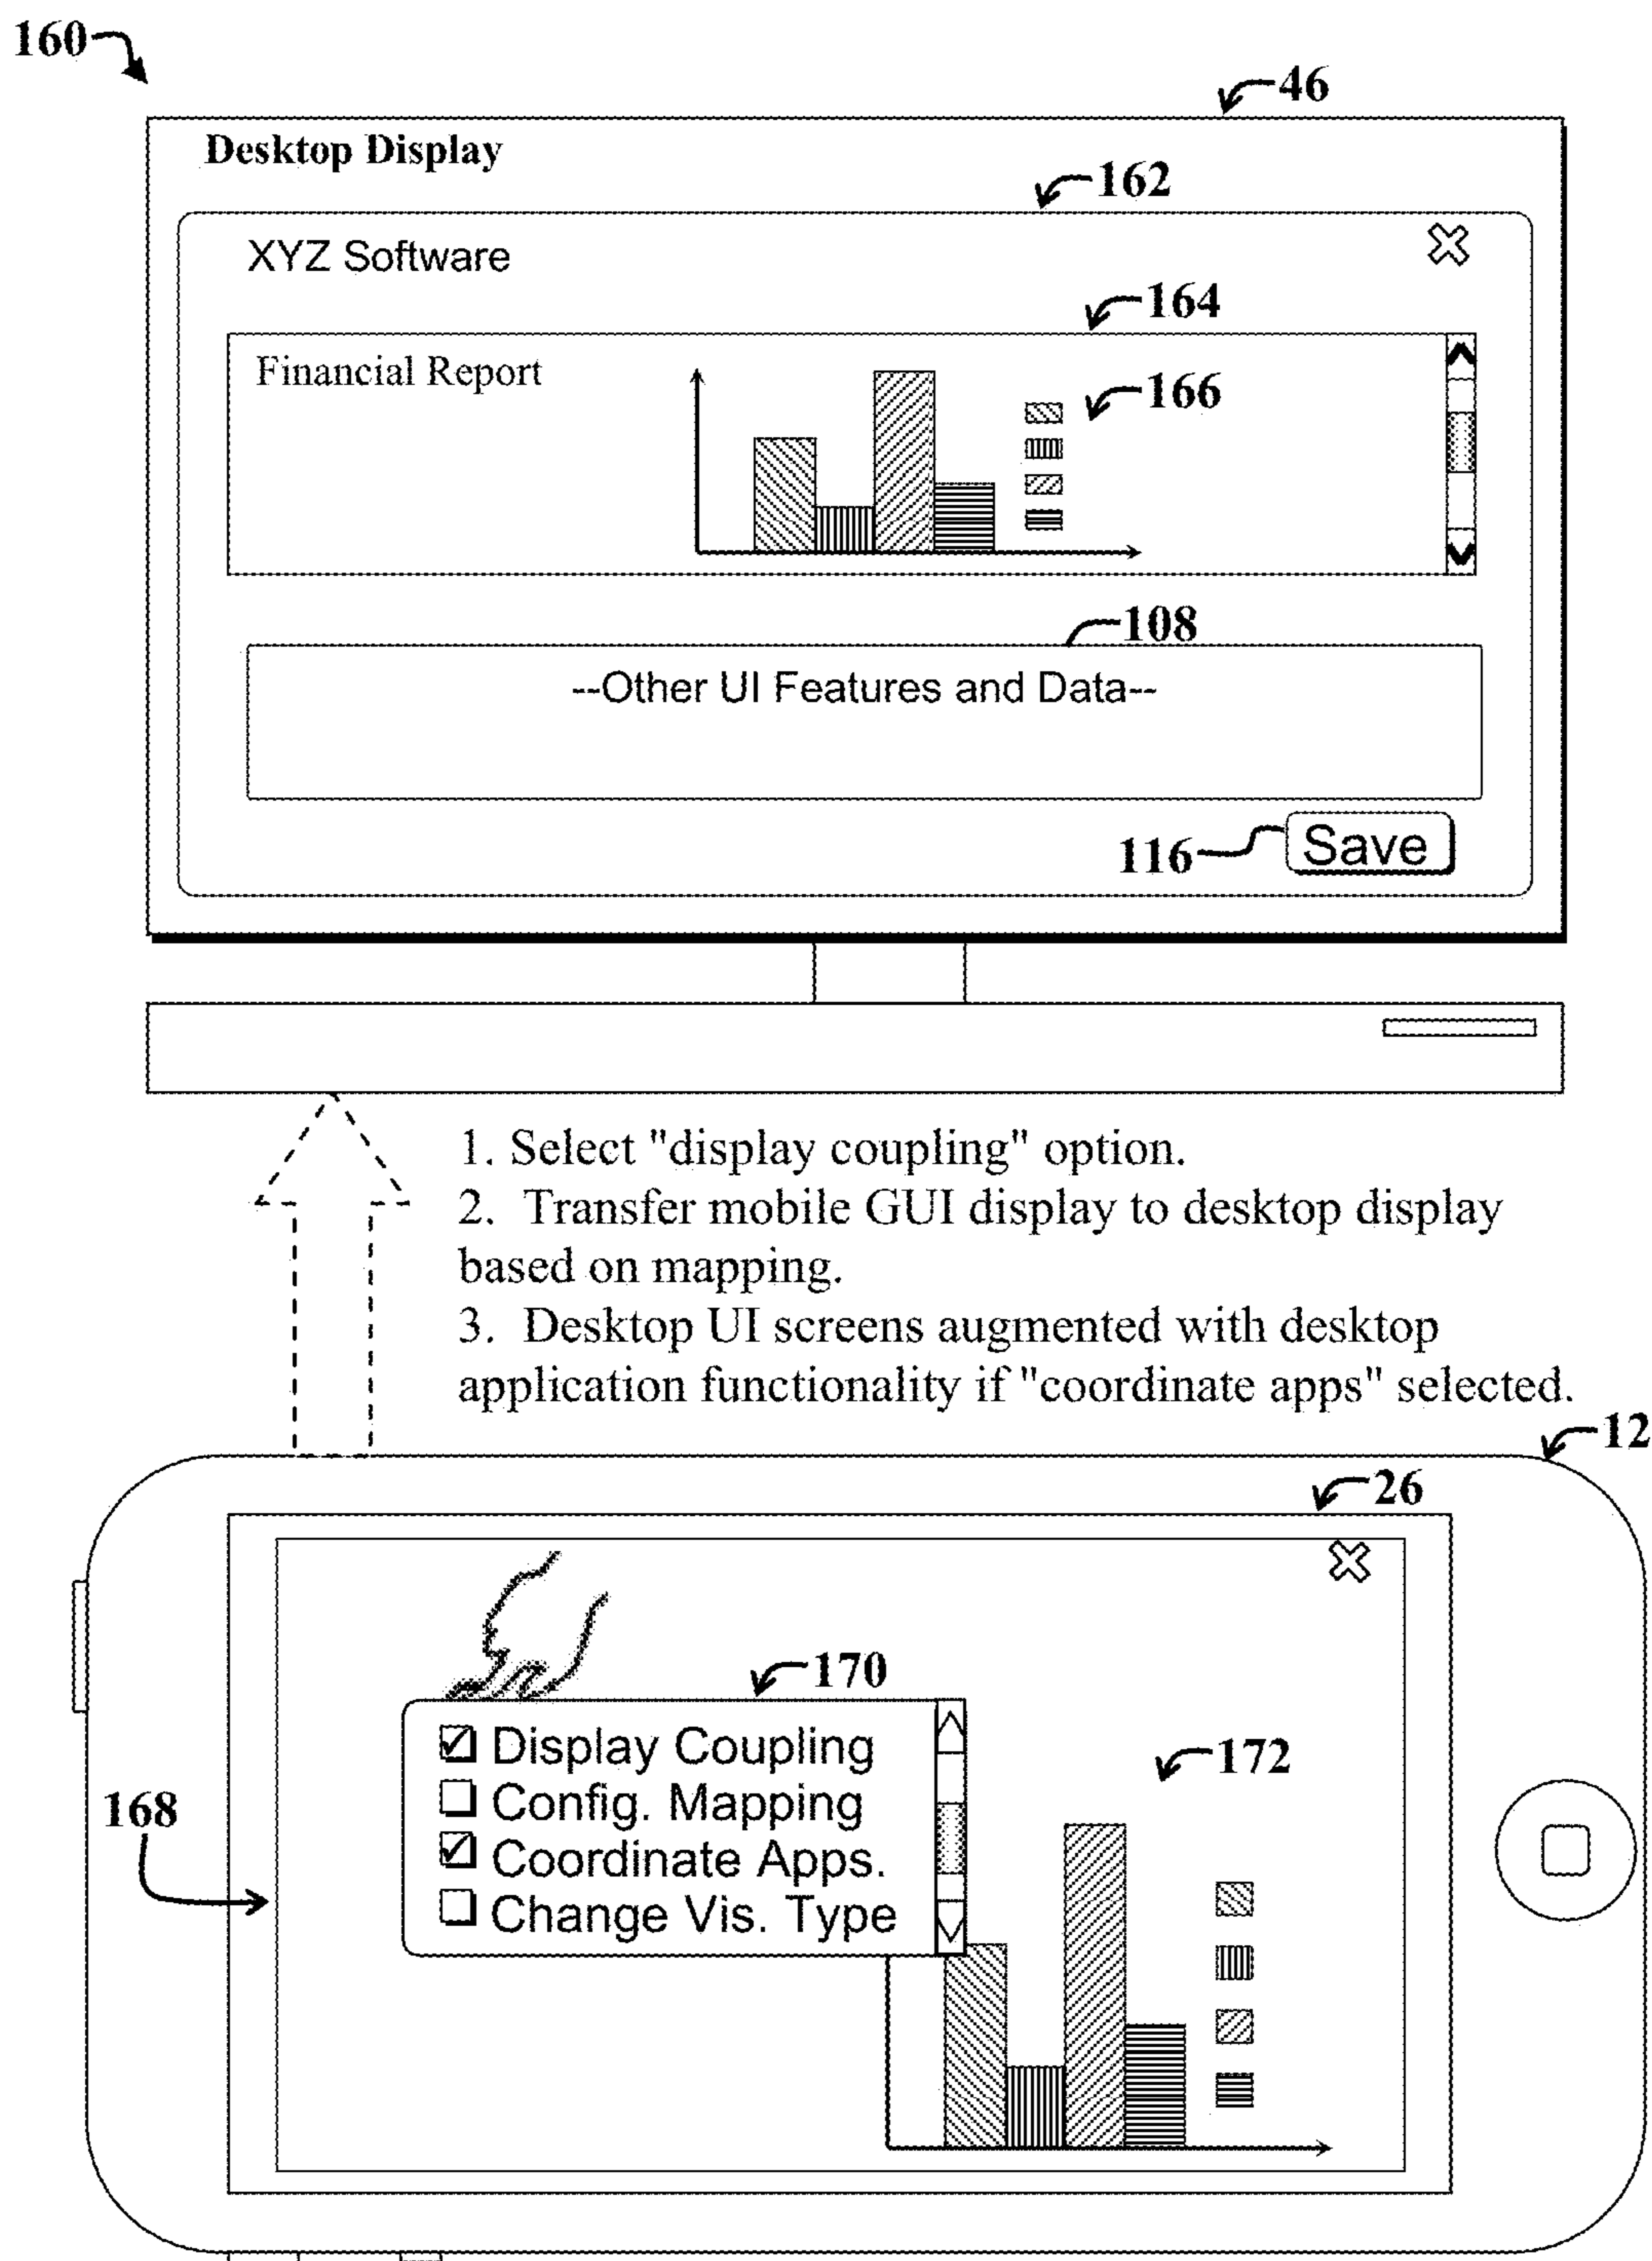 160
46
Desktop Display
162
XYZ Software
164
Financial Report
166
108
--Other UI Features and Data--
116
Save
1. Select "display coupling" option.
2. Transfer mobile GUI display to desktop display
based on mapping.
3. Desktop UI screens augmented with desktop
application functionality if "coordinate apps" selected.
12
26
170
Display Coupling
172
Config. Mapping
168
Coordinate Apps.
Change Vis. Type